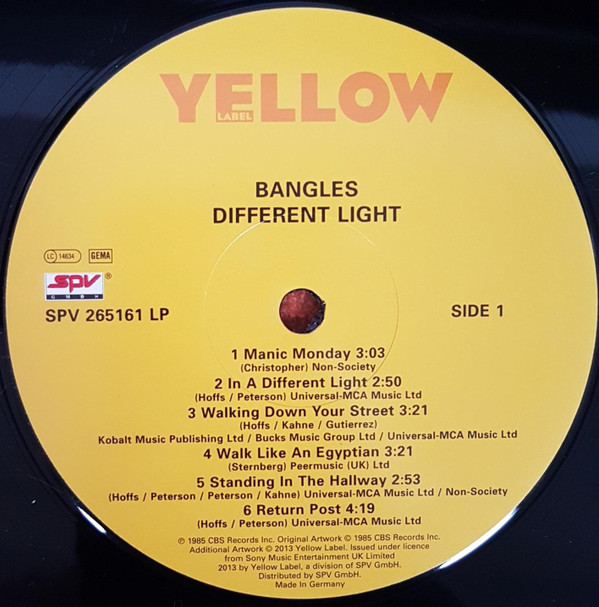 YELLOW
LABEL
BANGLES
DIFFERENT LIGHT
LC 14634 GEMA
spv ®
GMBH
SPV 265161 LP
SIDE 1
1 Manic Monday 3:03
(Christopher) Non-Society
2 In A Different Light 2:50
(Hoffs / Peterson) Universal-MCA Music Ltd
3 Walking Down Your Street 3:21
(Hoffs / Kahne / Gutierrez)
Kobalt Music Publishing Ltd / Bucks Music Group Ltd / Universal-MCA Music Ltd
4 Walk Like An Egyptian 3:21
(Sternberg) Peermusic (UK) Ltd
5 Standing In The Hallway 2:53
(Hoffs / Peterson / Peterson / Kahne) Universal-MCA Music Ltd / Non-Society
6 Return Post 4:19
(Hoffs / Peterson) Universal-MCA Music Ltd
℗ 1985 CBS Records Inc. Original Artwork © 1985 CBS Records Inc.
Additional Artwork © 2013 Yellow Label. Issued under licence
from Sony Music Entertainment UK Limited
2013 by Yellow Label, a division of SPV GmbH.
Distributed by SPV GmbH.
Made in Germany